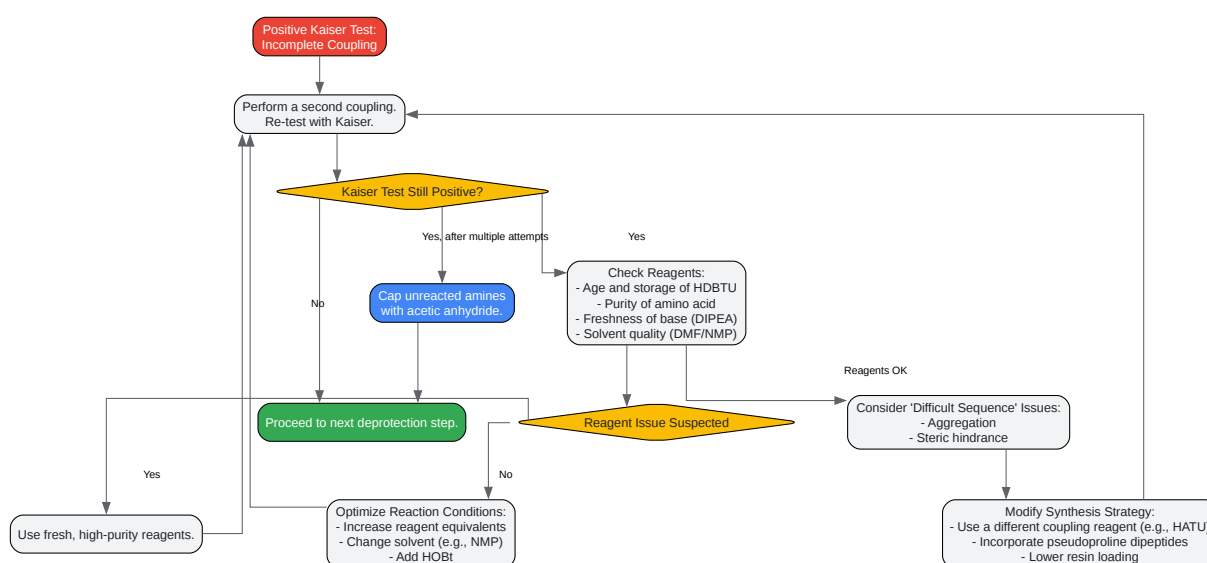 Positive Kaiser Test:
Incomplete Coupling
Perform a second coupling.
Re-test with Kaiser.
Kaiser Test Still Positive?
Yes, after multiple attempts
Yes
Check Reagents:
- Age and storage of HDBTU
- Purity of amino acid
- Freshness of base (DIPEA)
- Solvent quality (DMF/NMP)
Cap unreacted amines
with acetic anhydride.
No
Reagents OK
Consider 'Difficult Sequence' Issues:
- Aggregation
- Steric hindrance
Proceed to next deprotection step.
Reagent Issue Suspected
Yes
No
Use fresh, high-purity reagents.
Optimize Reaction Conditions:
- Increase reagent equivalents
- Change solvent (e.g., NMP)
- Add HOBt
Modify Synthesis Strategy:
- Use a different coupling reagent (e.g., HATU)
- Incorporate pseudoproline dipeptides
- Lower resin loading